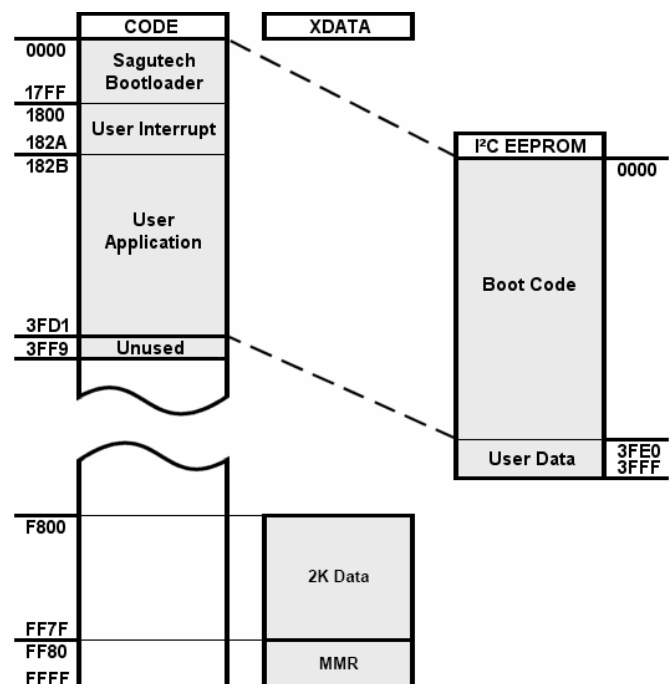 CODE
XDATA
0000
Sagutech
Bootloader
17FF
1800
User Interrupt
182A
182B
User
Application
3FD1
3FF9
Unused
I²C EEPROM
0000
Boot Code
User Data
3FE0
3FFF
F800
2K Data
FF7F
FF80
MMR
FFFF